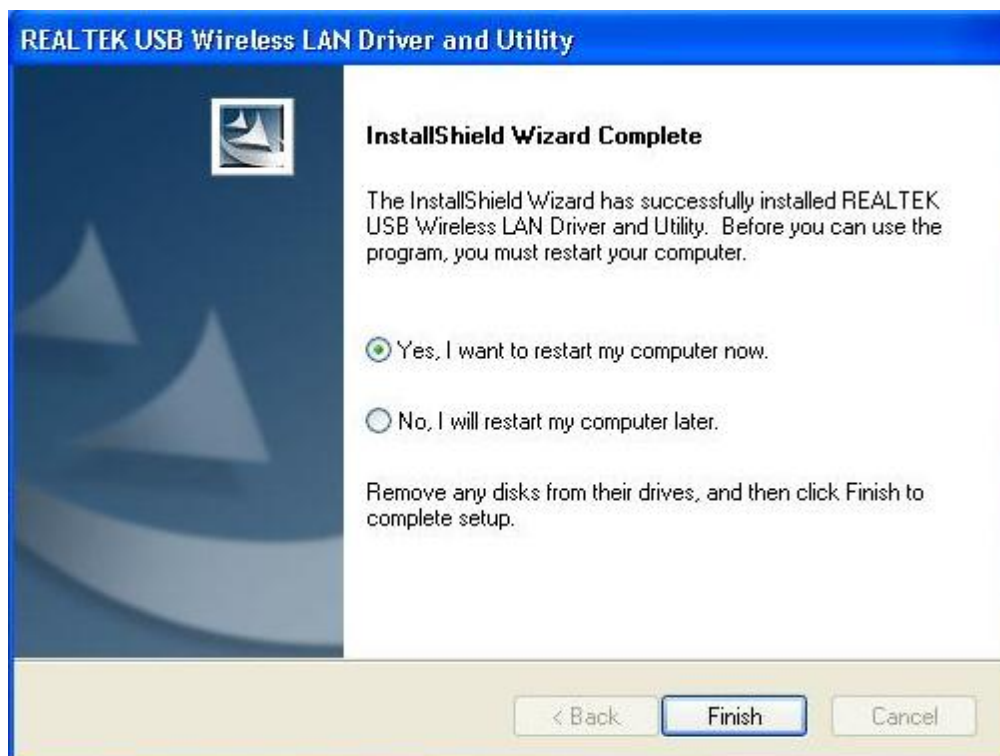 REALTEK USB Wireless LAN Driver and Utility
InstallShield Wizard Complete
The InstallShield Wizard has successfully installed REALTEK
USB Wireless LAN Driver and Utility.  Before you can use the
program, you must restart your computer.
Yes, I want to restart my computer now.
No, I will restart my computer later.
Remove any disks from their drives, and then click Finish to
complete setup.
< Back
Finish
Cancel